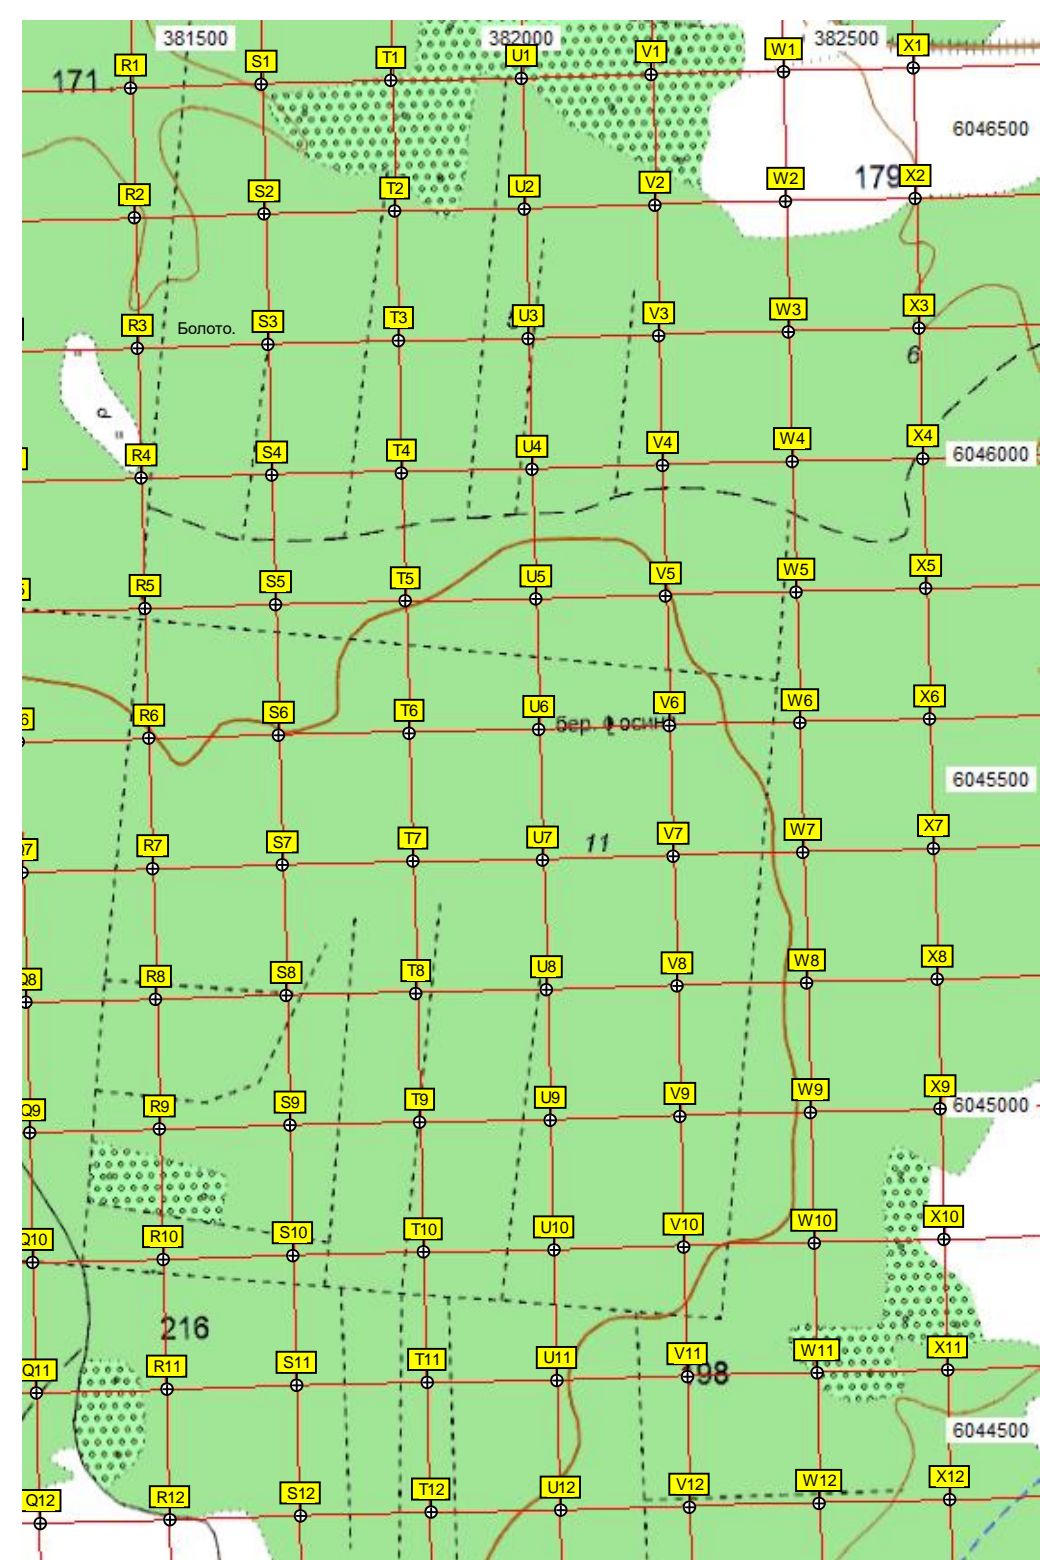 381500 382000 382500
R1 S1 T1 U1 V1 W1 X1
171
6046500
179
R2 S2 T2 U2 V2 W2 X2
R3 S3 T3 U3 V3 W3 X3
Болото.
6
Р
R4 S4 T4 U4 V4 W4 X4
6046000
R5 S5 T5 U5 V5 W5 X5
R6 S6 T6 U6 V6 W6 X6
бер. осина
6045500
R7 S7 T7 U7 V7 W7 X7
11
Q8 R8 S8 T8 U8 V8 W8 X8
Q9 R9 S9 T9 U9 V9 W9 X9
6045000
Q10 R10 S10 T10 U10 V10 W10 X10
216
Q11 R11 S11 T11 U11 V11 W11 X11
198
6044500
Q12 R12 S12 T12 U12 V12 W12 X12